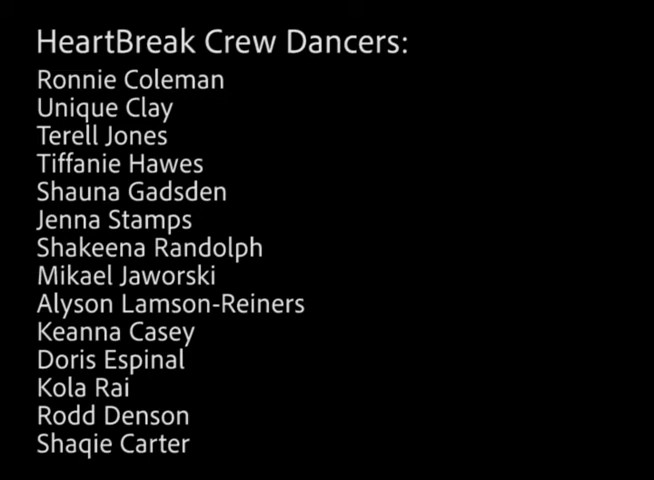 HeartBreak Crew Dancers:
Ronnie Coleman
Unique Clay
Terell Jones
Tiffanie Hawes
Shauna Gadsden
Jenna Stamps
Shakeena Randolph
Mikael Jaworski
Alyson Lamson-Reiners
Keanna Casey
Doris Espinal
Kola Rai
Rodd Denson
Shaqie Carter